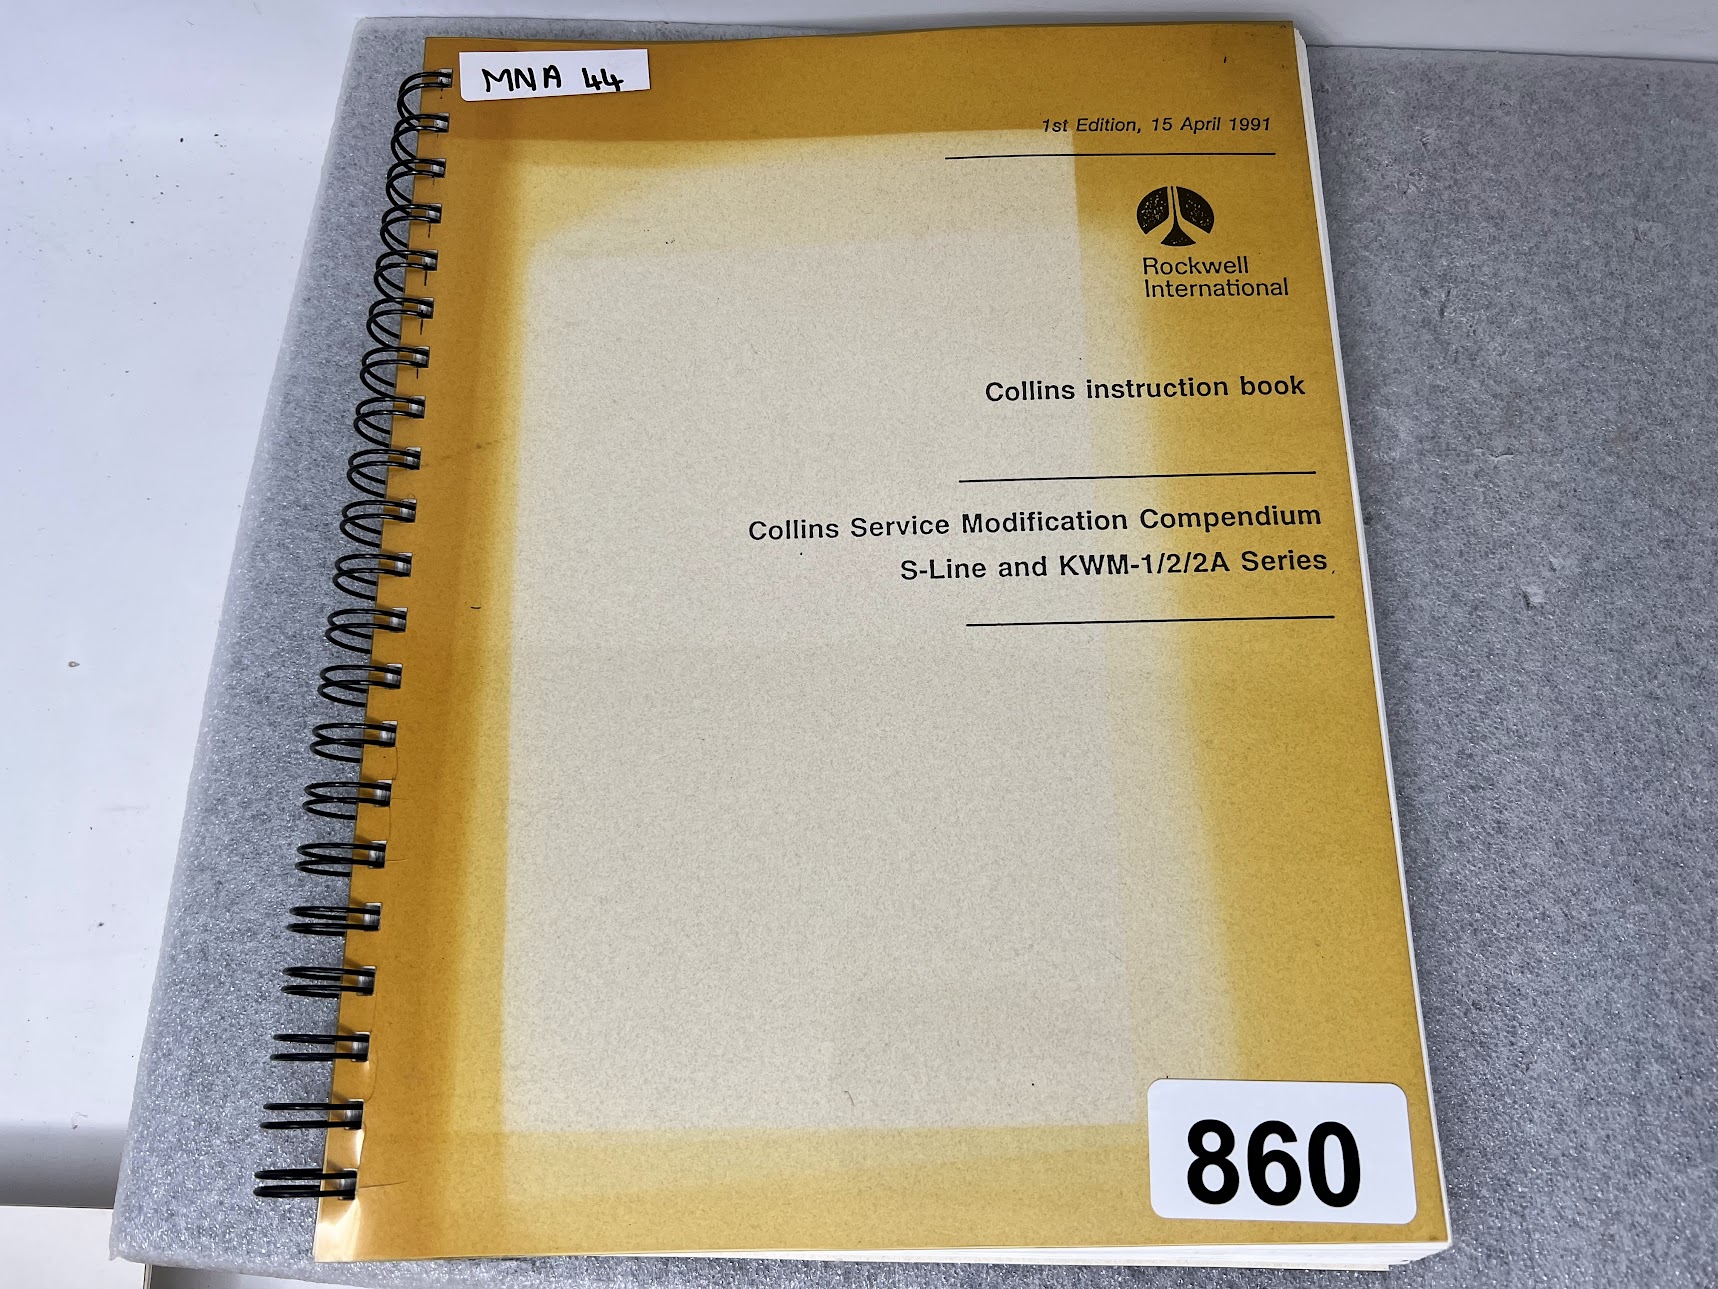 MNA 44
1st Edition, 15 April 1991
Rockwell
International
Collins instruction book
Collins Service Modification Compendium
S-Line and KWM-1/2/2A Series
860